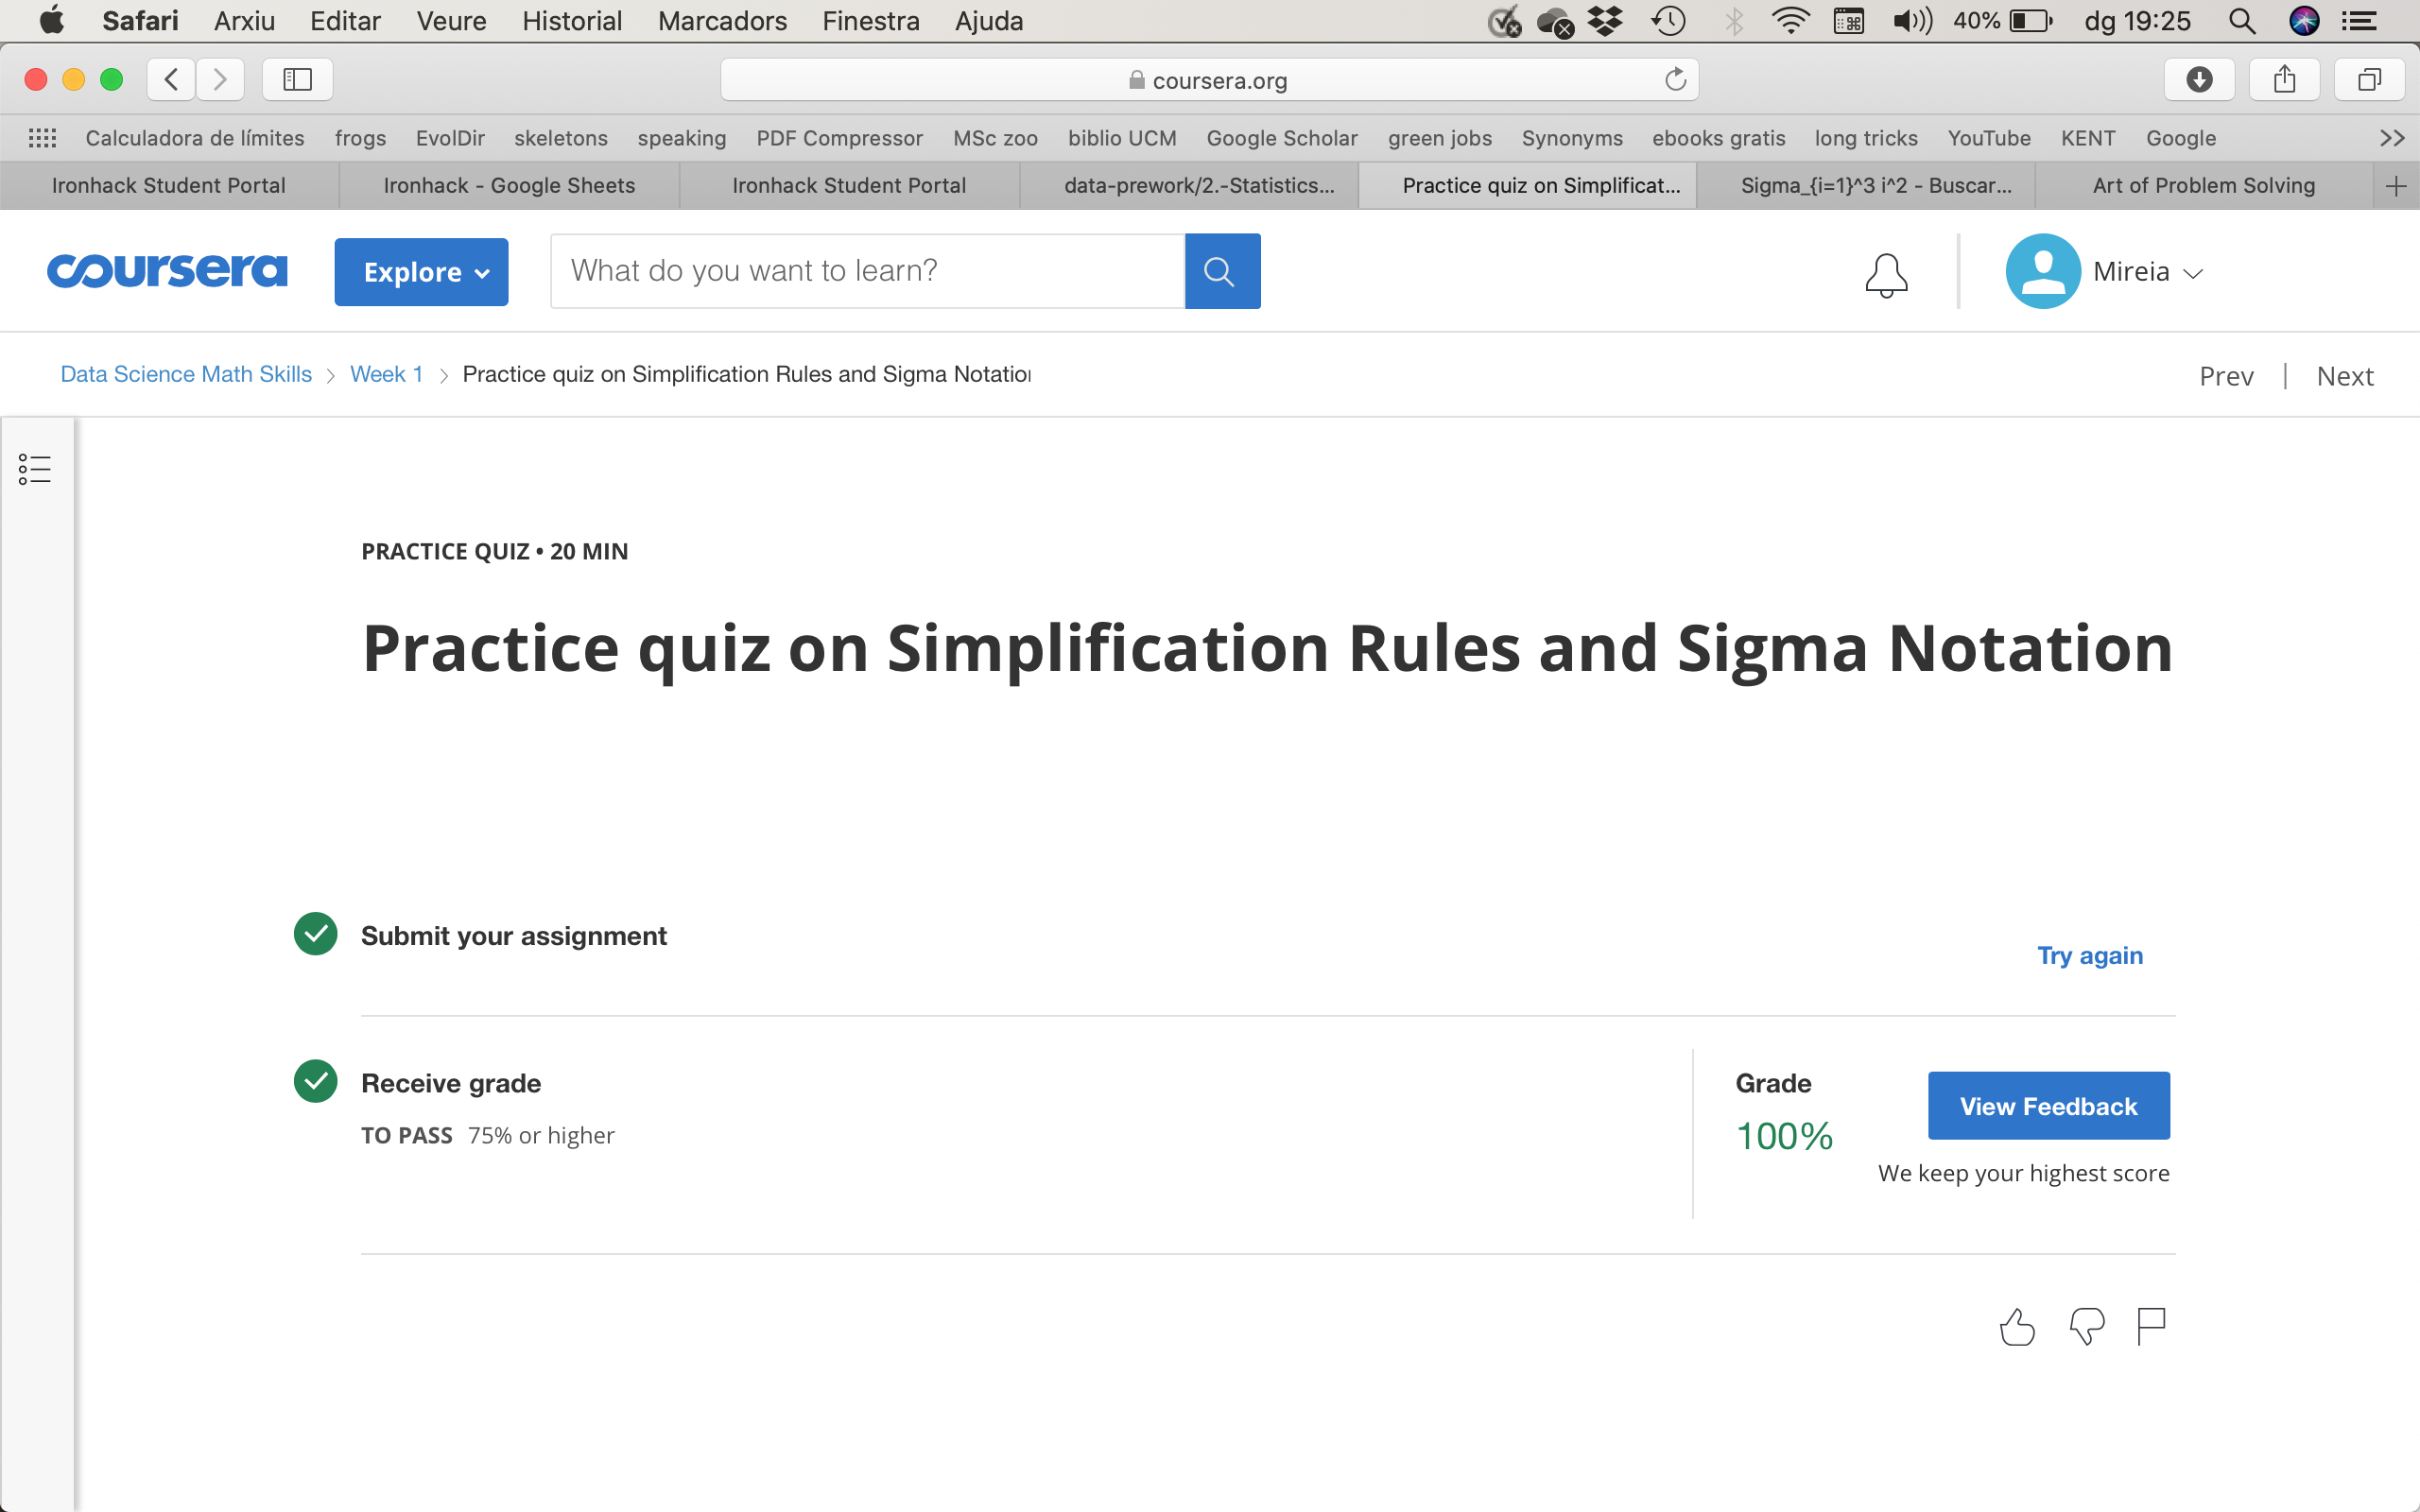 Safari Arxiu Editar Veure Historial Marcadors Finestra Ajuda 40% dg 19:25
coursera.org
Calculadora de límites frogs EvolDir skeletons speaking PDF Compressor MSc zoo biblio UCM Google Scholar green jobs Synonyms ebooks gratis long tricks YouTube KENT Google
Ironhack Student Portal Ironhack - Google Sheets Ironhack Student Portal data-prework/2.-Statistics... Practice quiz on Simplificat... Sigma_{i=1}^3 i^2 - Buscar... Art of Problem Solving
coursera Explore What do you want to learn? Mireia
Data Science Math Skills > Week 1 > Practice quiz on Simplification Rules and Sigma Notation Prev | Next
PRACTICE QUIZ • 20 MIN
Practice quiz on Simplification Rules and Sigma Notation
Submit your assignment
Try again
Receive grade
TO PASS 75% or higher
Grade
100%
View Feedback
We keep your highest score